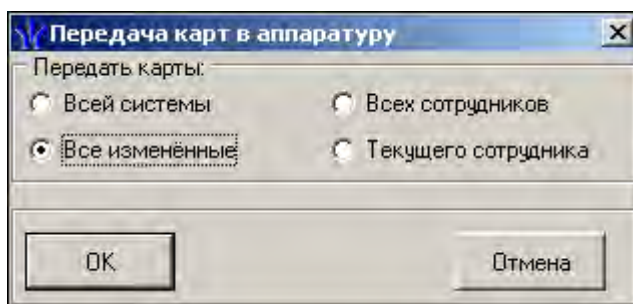 Передача карт в аппаратуру
Передать карты:
Всей системы Всех сотрудников
Все изменённые Текущего сотрудника
OK Отмена